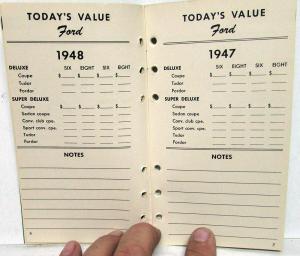 TODAY'S VALUE
Ford
1948
SIX EIGHT SIX EIGHT
DELUXE
Coupe $ $ $ $
Tudor
Fordor
SUPER DELUXE
Coupe $ $ $ $
Sedan coupe
Conv. club cpe.
Sport conv. cpe.
Tudor
Fordor
NOTES
6
TODAY'S VALUE
Ford
1947
SIX EIGHT SIX EIGHT
DELUXE
Coupe $ $ $ $
Tudor
Fordor
SUPER DELUXE
Coupe $ $ $ $
Sedan coupe
Conv. club cpe.
Sport conv. cpe.
Tudor
Fordor
NOTES
7